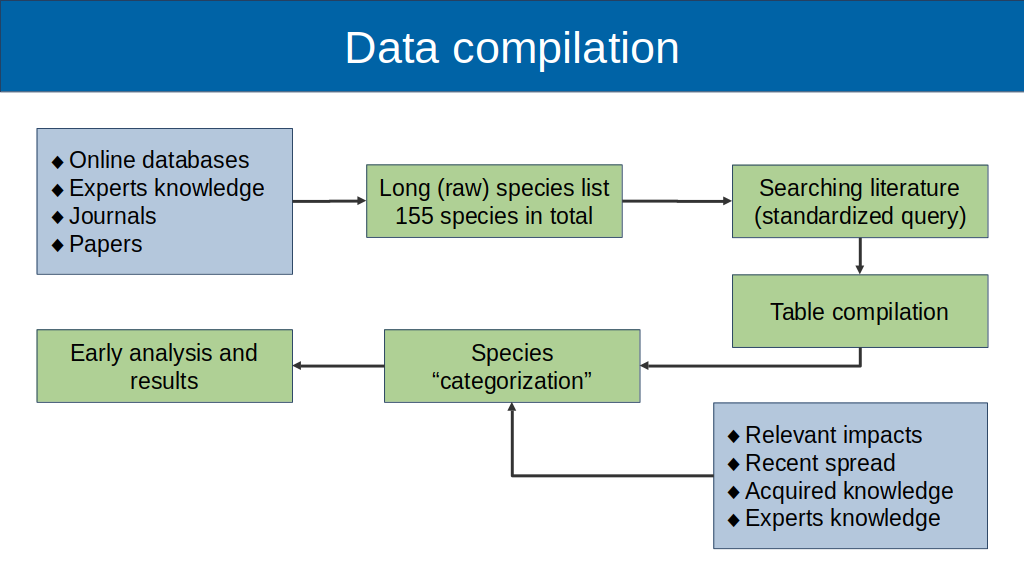 Data compilation
◆ Online databases
◆ Experts knowledge
◆ Journals
◆ Papers
Long (raw) species list
155 species in total
Searching literature
(standardized query)
Table compilation
Species
“categorization”
Early analysis and
results
◆ Relevant impacts
◆ Recent spread
◆ Acquired knowledge
◆ Experts knowledge